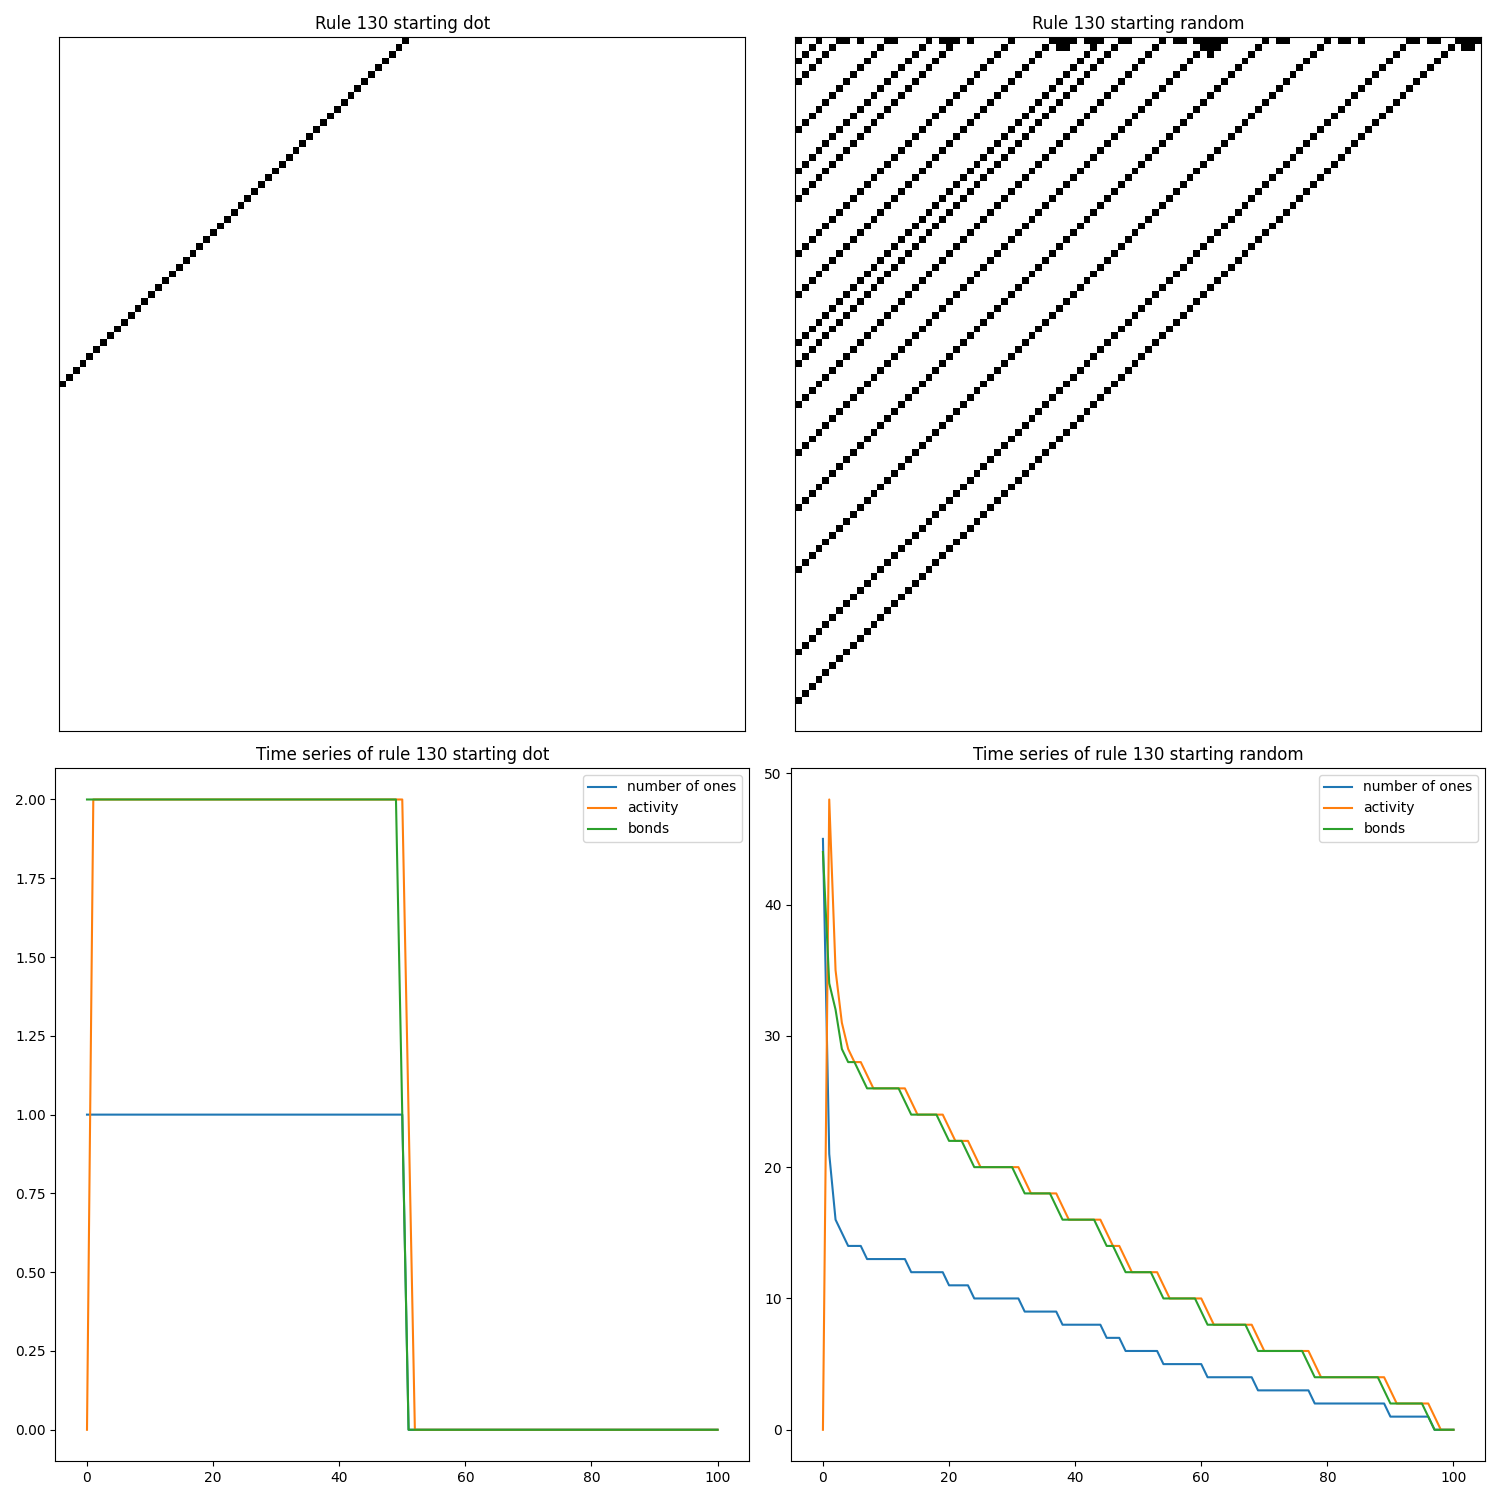 Rule 130 starting dot
Rule 130 starting random
Time series of rule 130 starting dot
number of ones
activity
bonds
2.00
1.75
1.50
1.25
1.00
0.75
0.50
0.25
0.00
0 20 40 60 80 100
Time series of rule 130 starting random
number of ones
activity
bonds
50
40
30
20
10
0
0 20 40 60 80 100